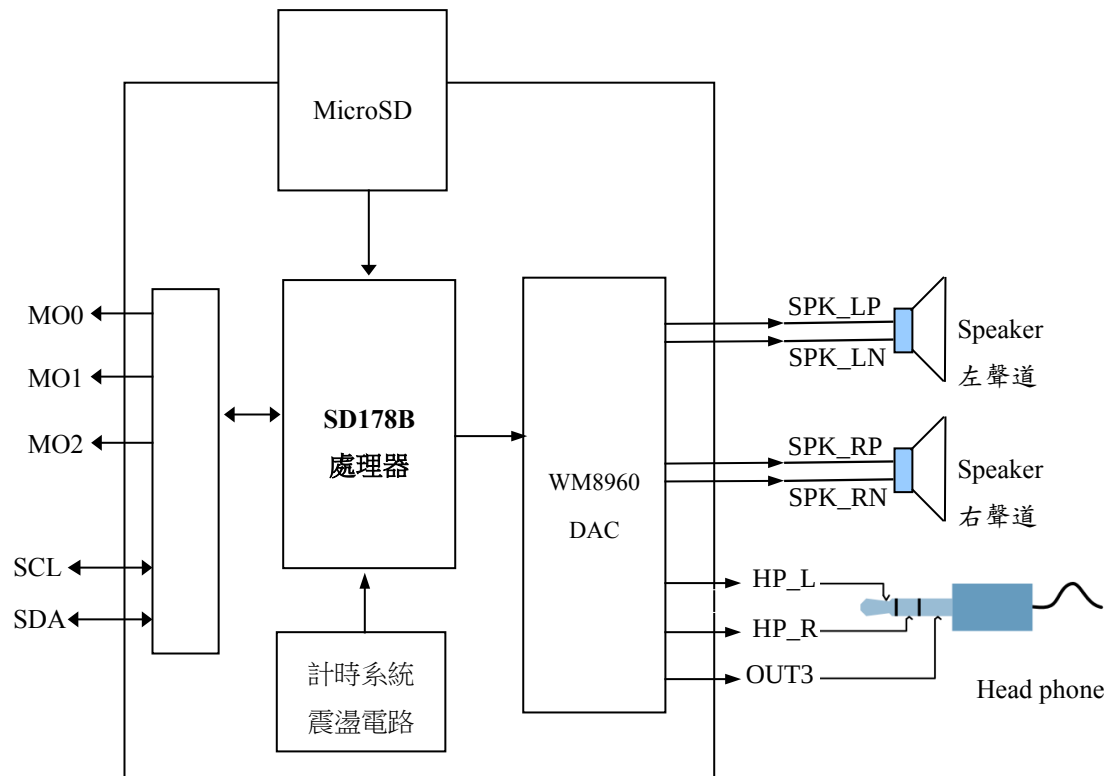 MicroSD
MO0
MO1
MO2
SCL
SDA
SD178B
處理器
計時系統
震盪電路
WM8960
DAC
SPK_LP
SPK_LN
Speaker
左聲道
SPK_RP
SPK_RN
Speaker
右聲道
HP_L
HP_R
OUT3
Head phone